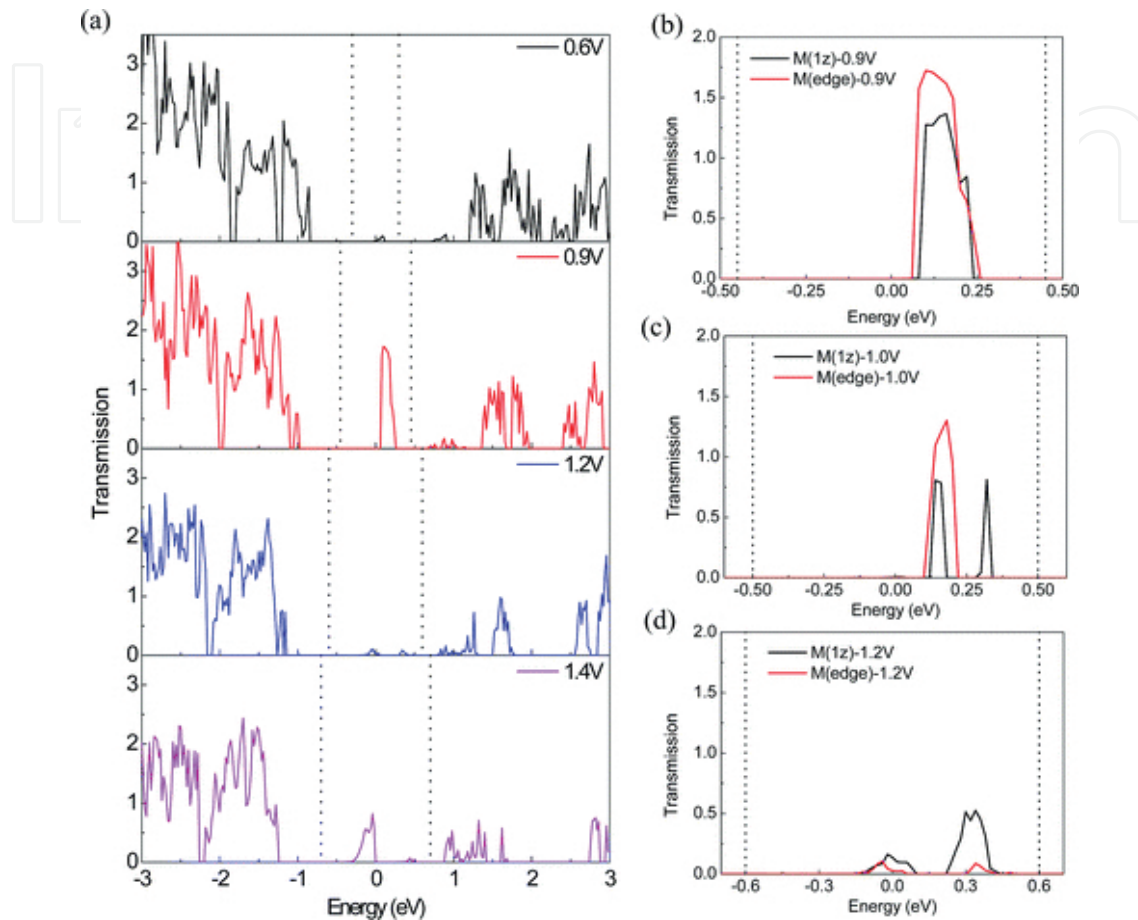 (a)
0.6V
3
2
1
0
0.9V
3
2
1
0
1.2V
3
2
1
0
1.4V
3
2
1
0
Transmission
-3 -2 -1 0 1 2 3
Energy (eV)
(b)
2.0
1.5
1.0
0.5
0.0
Transmission
M(1z)-0.9V
M(edge)-0.9V
-0.50 -0.25 0.00 0.25 0.50
Energy (eV)
(c)
2.0
1.5
1.0
0.5
0.0
Transmission
M(1z)-1.0V
M(edge)-1.0V
-0.50 -0.25 0.00 0.25 0.50
Energy (eV)
(d)
2.0
1.5
1.0
0.5
0.0
Transmission
M(1z)-1.2V
M(edge)-1.2V
-0.6 -0.3 0.0 0.3 0.6
Energy (eV)